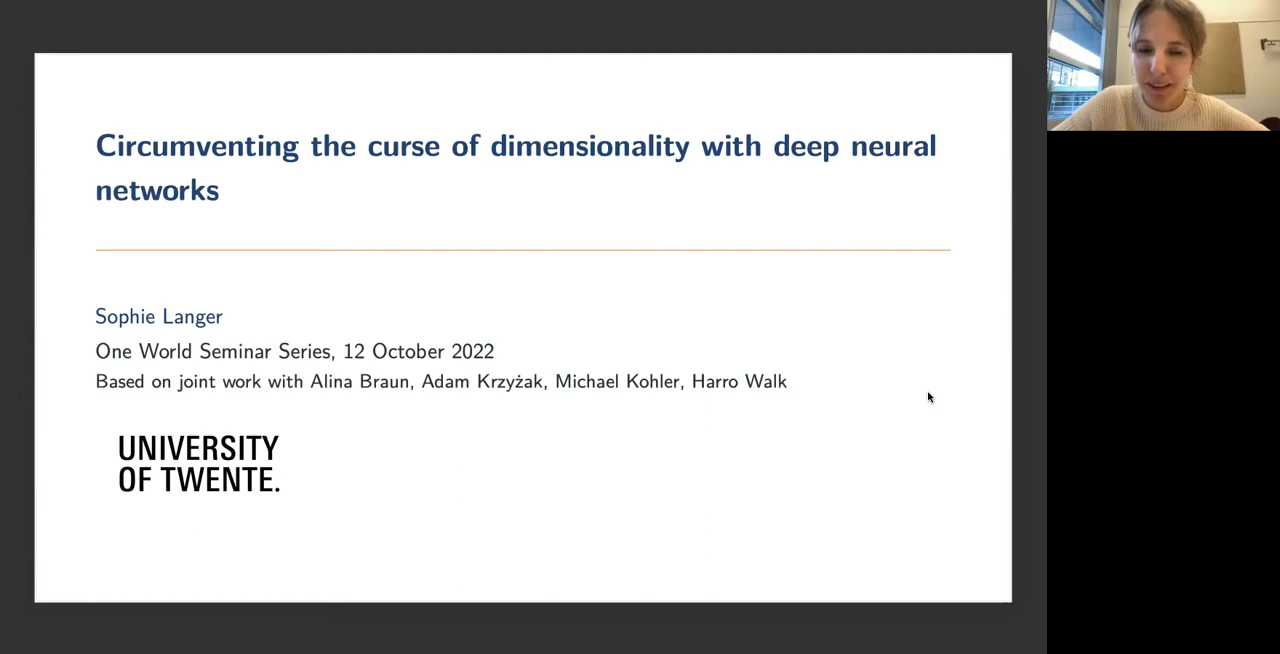 Circumventing the curse of dimensionality with deep neural
networks
Sophie Langer
One World Seminar Series, 12 October 2022
Based on joint work with Alina Braun, Adam Krzyżak, Michael Kohler, Harro Walk
UNIVERSITY
OF TWENTE.